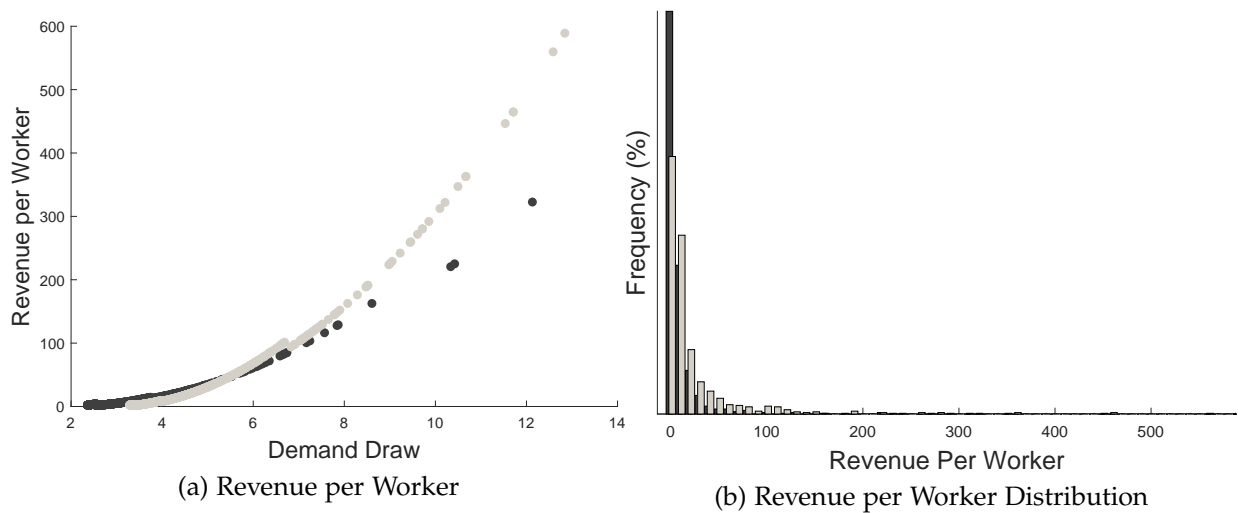 600
500
400
300
200
100
0
2 4 6 8 10 12 14
Revenue per Worker
Demand Draw
(a) Revenue per Worker
Frequency (%)
0 100 200 300 400 500
Revenue Per Worker
(b) Revenue per Worker Distribution